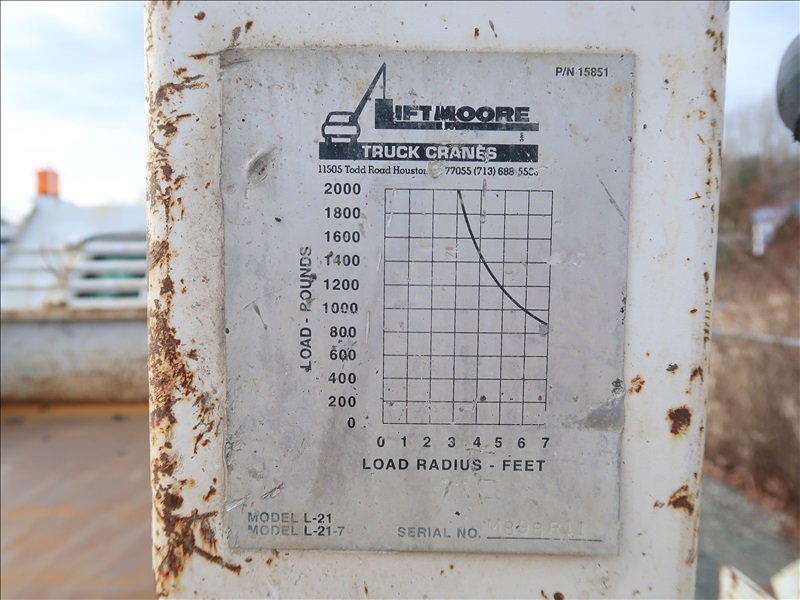 P/N 15851
LIFTMOORE
TRUCK CRANES
11505 Todd Road Houston 77055 (713) 688
2000
1800
1600
1400
1200
1000
800
600
400
200
0
LOAD - POUNDS
0 1 2 3 4 5 6 7
LOAD RADIUS - FEET
MODEL L-21
MODEL L-21-7
SERIAL NO.